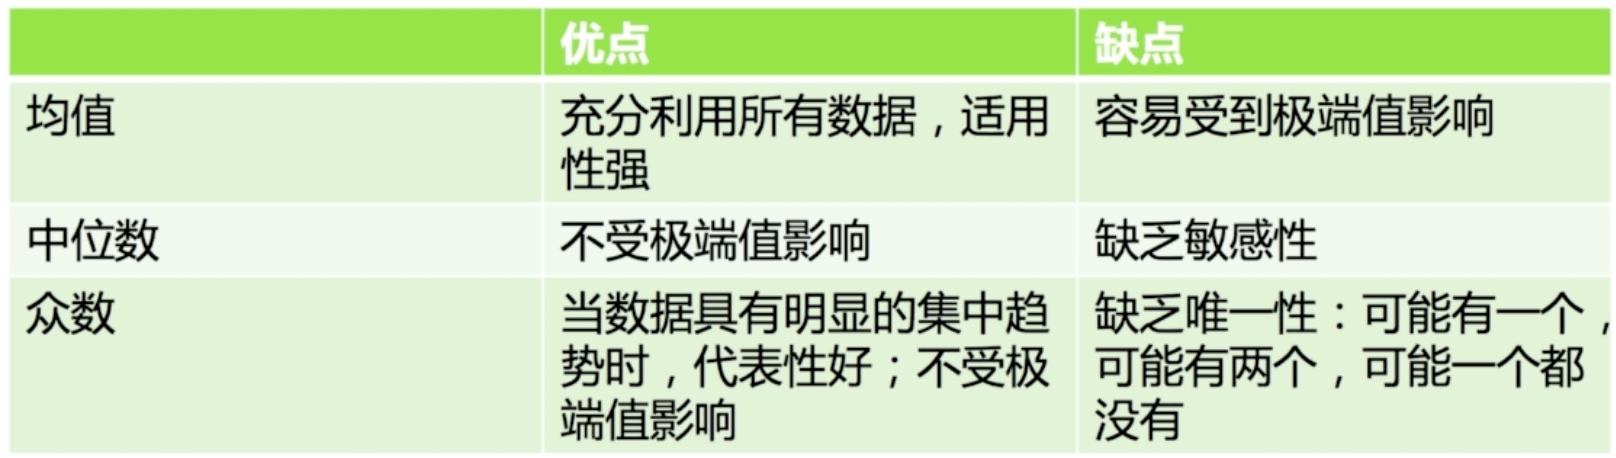 优点
缺点
均值
充分利用所有数据，适用
性强
容易受到极端值影响
中位数
不受极端值影响
缺乏敏感性
众数
当数据具有明显的集中趋
势时，代表性好；不受极
端值影响
缺乏唯一性：可能有一个，
可能有两个，可能一个都
没有